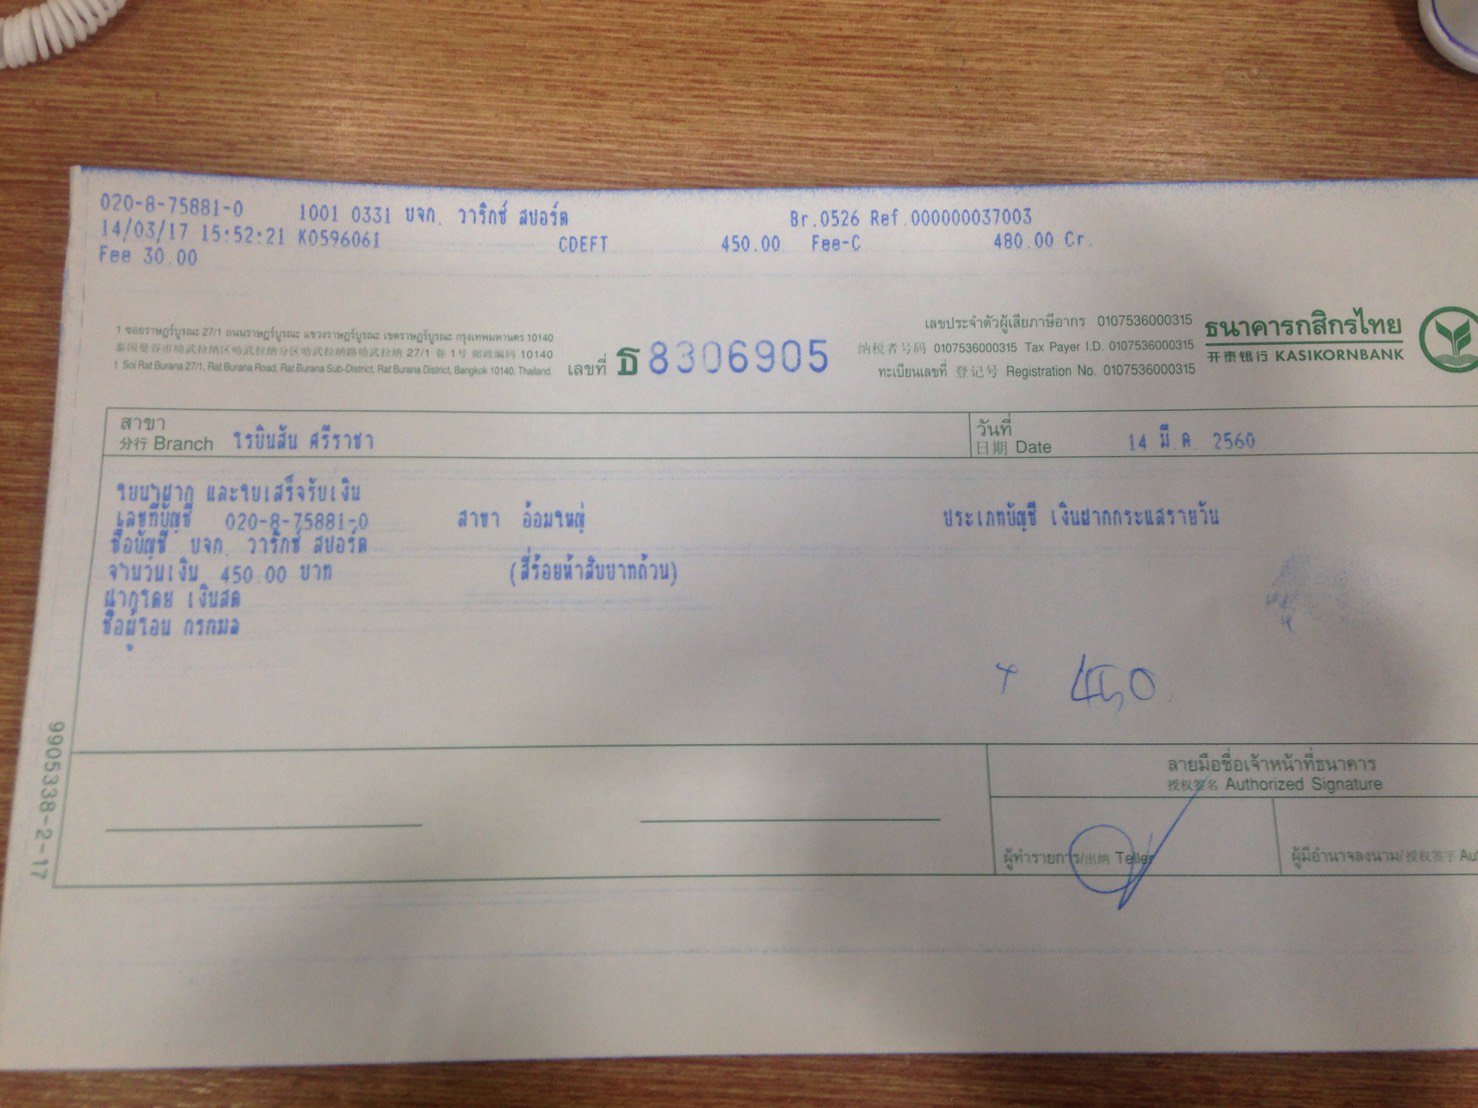 020-8-75881-0 1001 0331 บจก. วาริกซ์ สปอร์ต Br.0526 Ref.000000037003
14/03/17 15:52:21 K0596061 CDEFT 450.00 Fee-C 480.00 Cr.
Fee 30.00
1 ซอยราษฎร์บูรณะ 27/1 ถนนราษฎร์บูรณะ แขวงราษฎร์บูรณะ เขตราษฎร์บูรณะ กรุงเทพมหานคร 10140
泰国曼谷市叻武拉纳区叻武拉纳分区叻武拉纳路叻武拉纳 27/1 巷 1号 邮政编码 10140
1 Soi Rat Burana 27/1, Rat Burana Road, Rat Burana Sub-District, Rat Burana District, Bangkok 10140, Thailand.
เลขที่ ธ 8306905
เลขประจำตัวผู้เสียภาษีอากร 0107536000315
纳税者号码 0107536000315 Tax Payer I.D. 0107536000315
ทะเบียนเลขที่ 登记号 Registration No. 0107536000315
ธนาคารกสิกรไทย
开泰银行 KASIKORNBANK
สาขา
分行 Branch โรบินสัน ศรีราชา
วันที่
日期 Date 14 มี.ค. 2560
ใบนำฝาก และใบเสร็จรับเงิน
เลขที่บัญชี 020-8-75881-0 สาขา อ้อมใหญ่ ประเภทบัญชี เงินฝากกระแสรายวัน
ชื่อบัญชี บจก. วาริกซ์ สปอร์ต
จำนวนเงิน 450.00 บาท (สี่ร้อยห้าสิบบาทถ้วน)
ฝากโดย เงินสด
ชื่อผู้โอน กรกมล
450
ลายมือชื่อเจ้าหน้าที่ธนาคาร
授权签名 Authorized Signature
ผู้ทำรายการ/出纳 Teller
ผู้มีอำนาจลงนาม/授权签字 Au
9905338-2-17